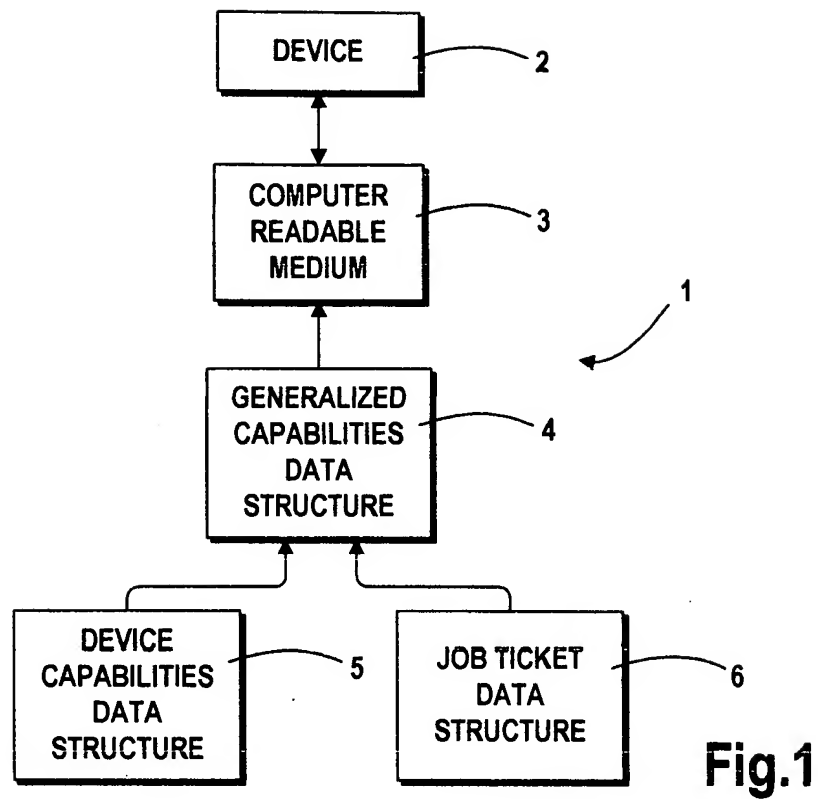 DEVICE
2
COMPUTER
READABLE
MEDIUM
3
1
GENERALIZED
CAPABILITIES
DATA
STRUCTURE
4
DEVICE
CAPABILITIES
DATA
STRUCTURE
5
JOB TICKET
DATA
STRUCTURE
6
Fig.1